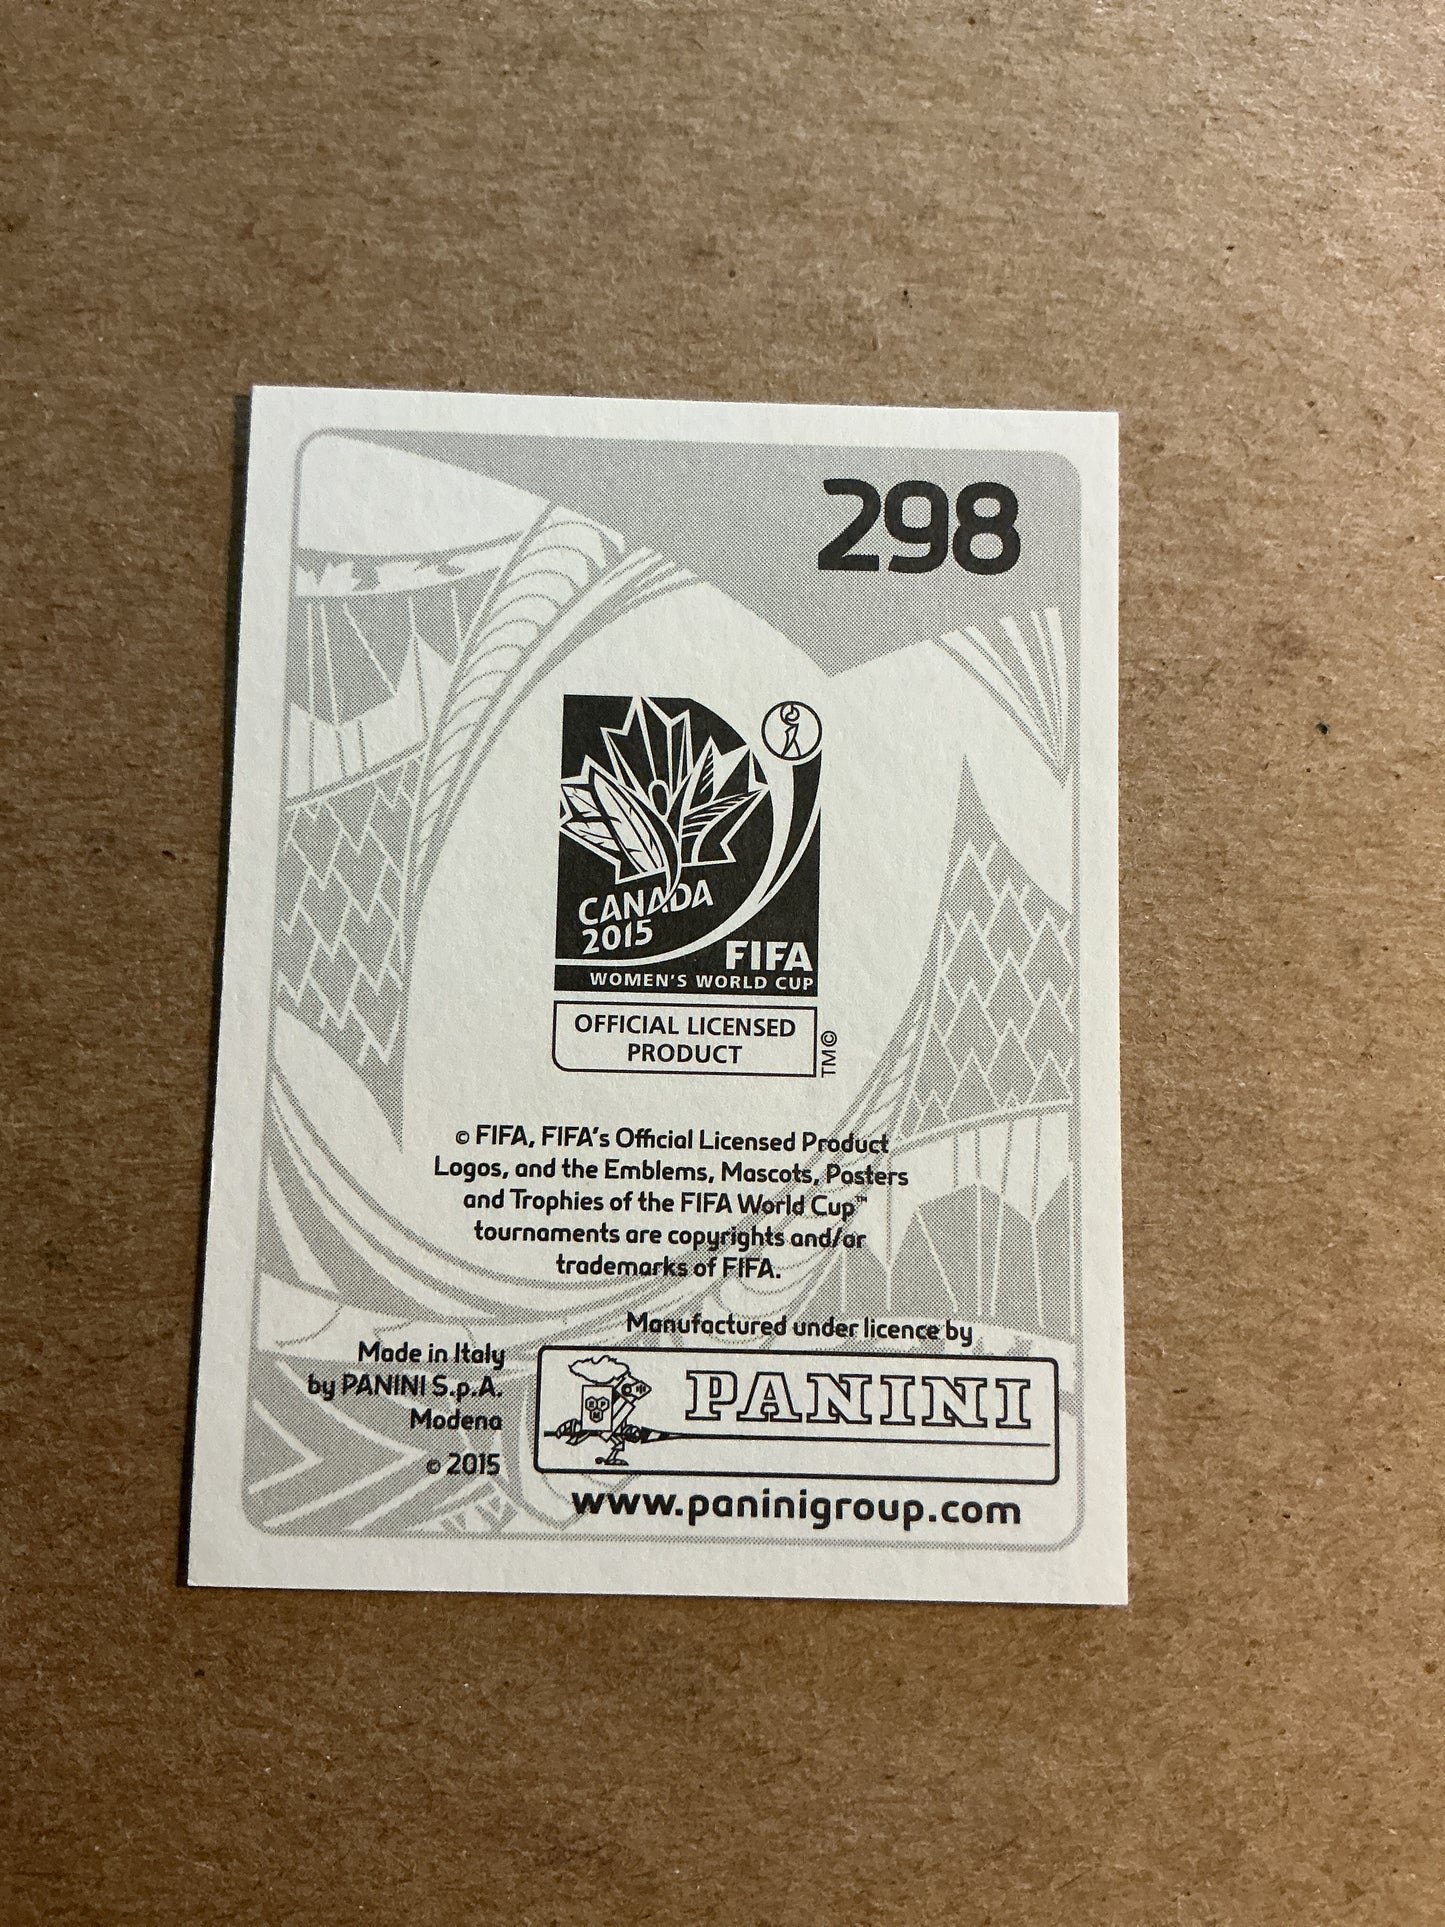 298
CANADA
2015
FIFA
WOMEN'S WORLD CUP
OFFICIAL LICENSED
PRODUCT
TM©
© FIFA, FIFA's Official Licensed Product
Logos, and the Emblems, Mascots, Posters
and Trophies of the FIFA World Cup™
tournaments are copyrights and/or
trademarks of FIFA.
Made in Italy
by PANINI S.p.A.
Modena
© 2015
Manufactured under licence by
PANINI
www.paninigroup.com